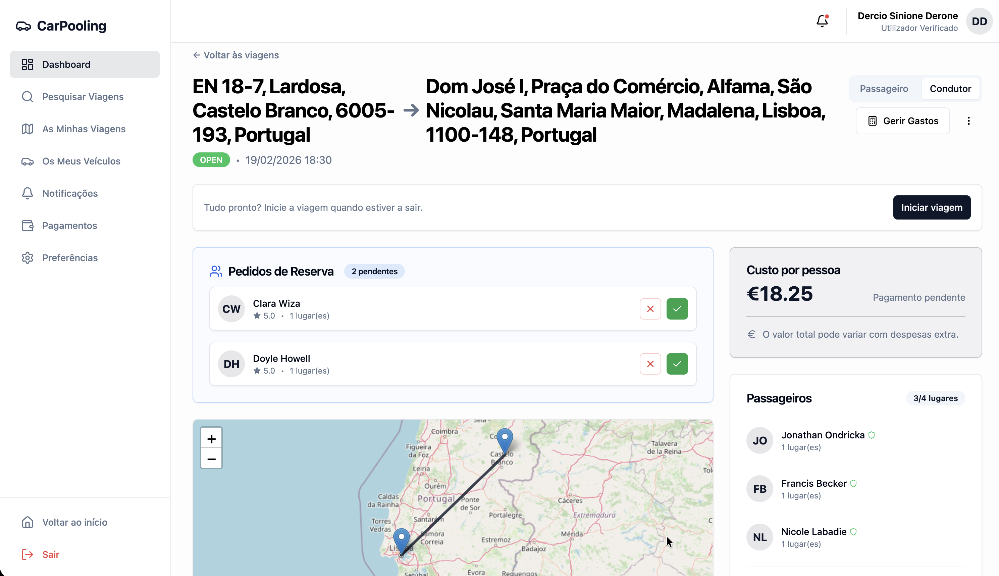 CarPooling
Dashboard
Pesquisar Viagens
As Minhas Viagens
Os Meus Veículos
Notificações
Pagamentos
Preferências
Voltar ao início
Sair
Dercio Sinione Derone
Utilizador Verificado
DD
← Voltar às viagens
EN 18-7, Lardosa,
Castelo Branco, 6005-
193, Portugal
→
Dom José I, Praça do Comércio, Alfama, São
Nicolau, Santa Maria Maior, Madalena, Lisboa,
1100-148, Portugal
Passageiro
Condutor
Gerir Gastos
OPEN • 19/02/2026 18:30
Tudo pronto? Inicie a viagem quando estiver a sair.
Iniciar viagem
Pedidos de Reserva
2 pendentes
CW
Clara Wiza
★ 5.0 • 1 lugar(es)
DH
Doyle Howell
★ 5.0 • 1 lugar(es)
+
−
Seia
Coimbra
Co
Figueira
da Foz
Castelo
Branco
Talavera
de la Reina
Leiria
Tol
Ourém
Caldas
da Rainha
Portugal
Ponte
de Sor
Cáceres
Portalegre
Extremadura
Santarém
Torres
Vedras
C
Samora
Correia
Estremoz
Mérida
Lisboa
Badajoz
Setúbal
Évora
Reguengos
Custo por pessoa
€18.25
Pagamento pendente
€ O valor total pode variar com despesas extra.
Passageiros
3/4 lugares
JO
Jonathan Ondricka
1 lugar(es)
FB
Francis Becker
1 lugar(es)
NL
Nicole Labadie
1 lugar(es)